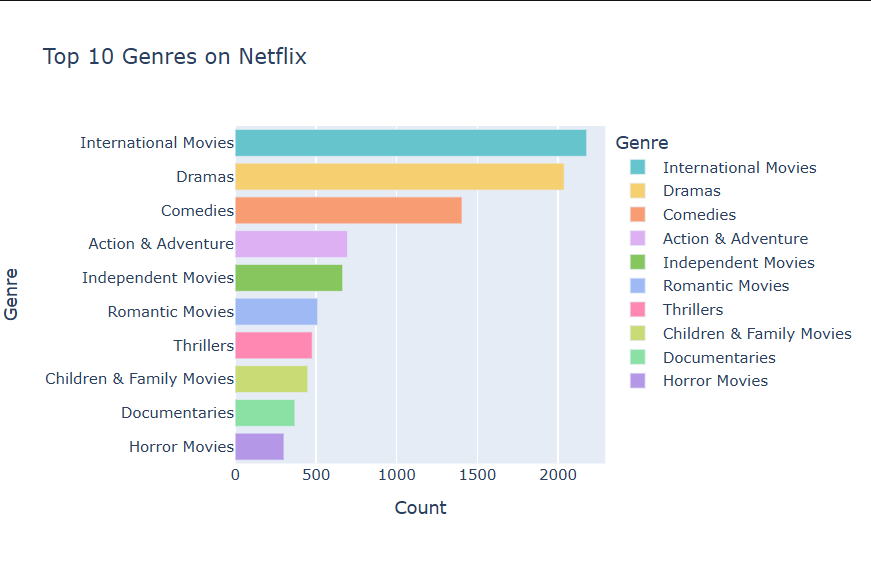 Top 10 Genres on Netflix
Genre
International Movies
Dramas
Comedies
Action & Adventure
Independent Movies
Romantic Movies
Thrillers
Children & Family Movies
Documentaries
Horror Movies
0 500 1000 1500 2000
Count
Genre
International Movies
Dramas
Comedies
Action & Adventure
Independent Movies
Romantic Movies
Thrillers
Children & Family Movies
Documentaries
Horror Movies